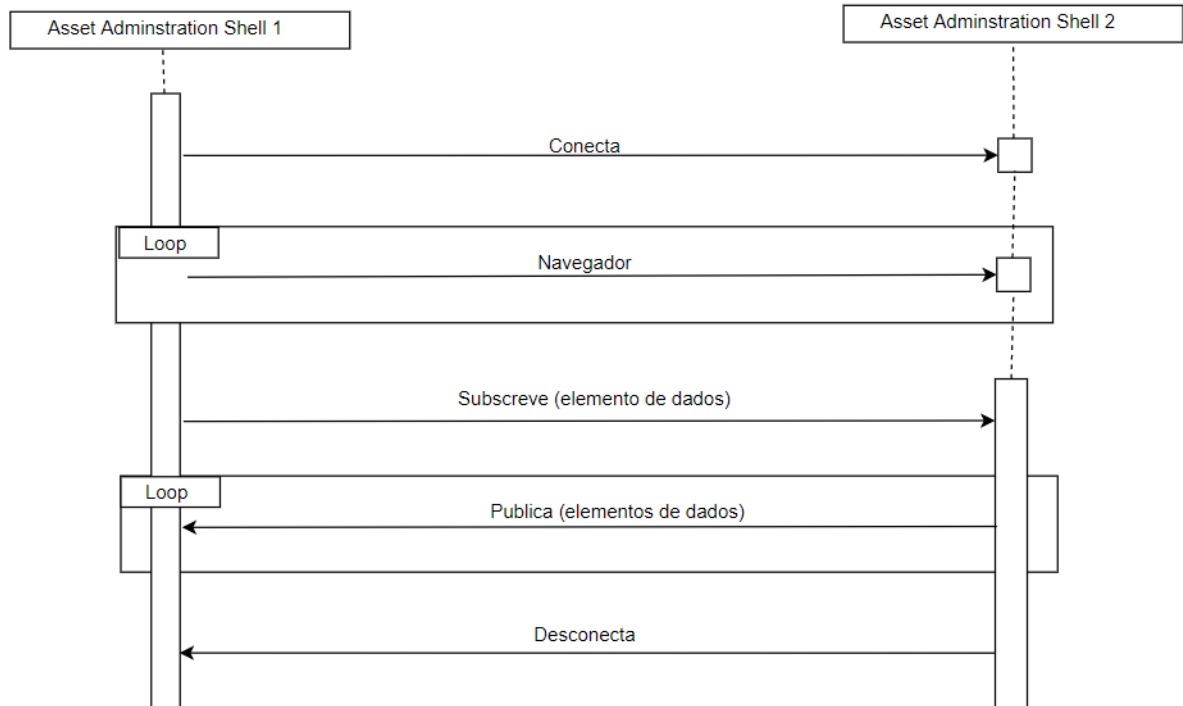 Asset Adminstration Shell 1
Asset Adminstration Shell 2
Conecta
Loop
Navegador
Subscreve (elemento de dados)
Loop
Publica (elementos de dados)
Desconecta